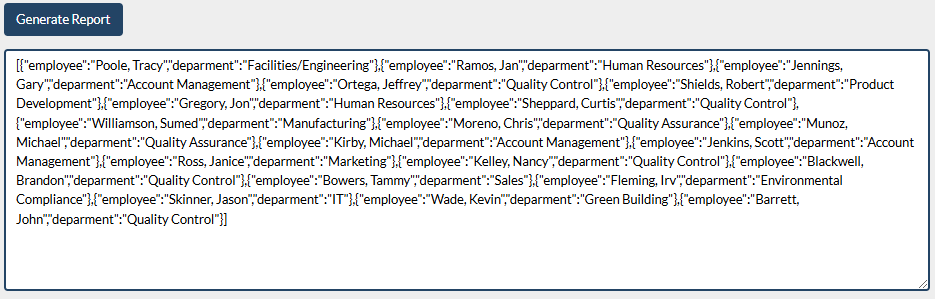 Generate Report
[{"employee":"Poole, Tracy","deparment":"Facilities/Engineering"},{"employee":"Ramos, Jan","deparment":"Human Resources"},{"employee":"Jennings,
Gary","deparment":"Account Management"},{"employee":"Ortega, Jeffrey","deparment":"Quality Control"},{"employee":"Shields, Robert","deparment":"Product
Development"},{"employee":"Gregory, Jon","deparment":"Human Resources"},{"employee":"Sheppard, Curtis","deparment":"Quality Control"},
{"employee":"Williamson, Sumed","deparment":"Manufacturing"},{"employee":"Moreno, Chris","deparment":"Quality Assurance"},{"employee":"Munoz,
Michael","deparment":"Quality Assurance"},{"employee":"Kirby, Michael","deparment":"Account Management"},{"employee":"Jenkins, Scott","deparment":"Account
Management"},{"employee":"Ross, Janice","deparment":"Marketing"},{"employee":"Kelley, Nancy","deparment":"Quality Control"},{"employee":"Blackwell,
Brandon","deparment":"Quality Control"},{"employee":"Bowers, Tammy","deparment":"Sales"},{"employee":"Fleming, Irv","deparment":"Environmental
Compliance"},{"employee":"Skinner, Jason","deparment":"IT"},{"employee":"Wade, Kevin","deparment":"Green Building"},{"employee":"Barrett,
John","deparment":"Quality Control"}]